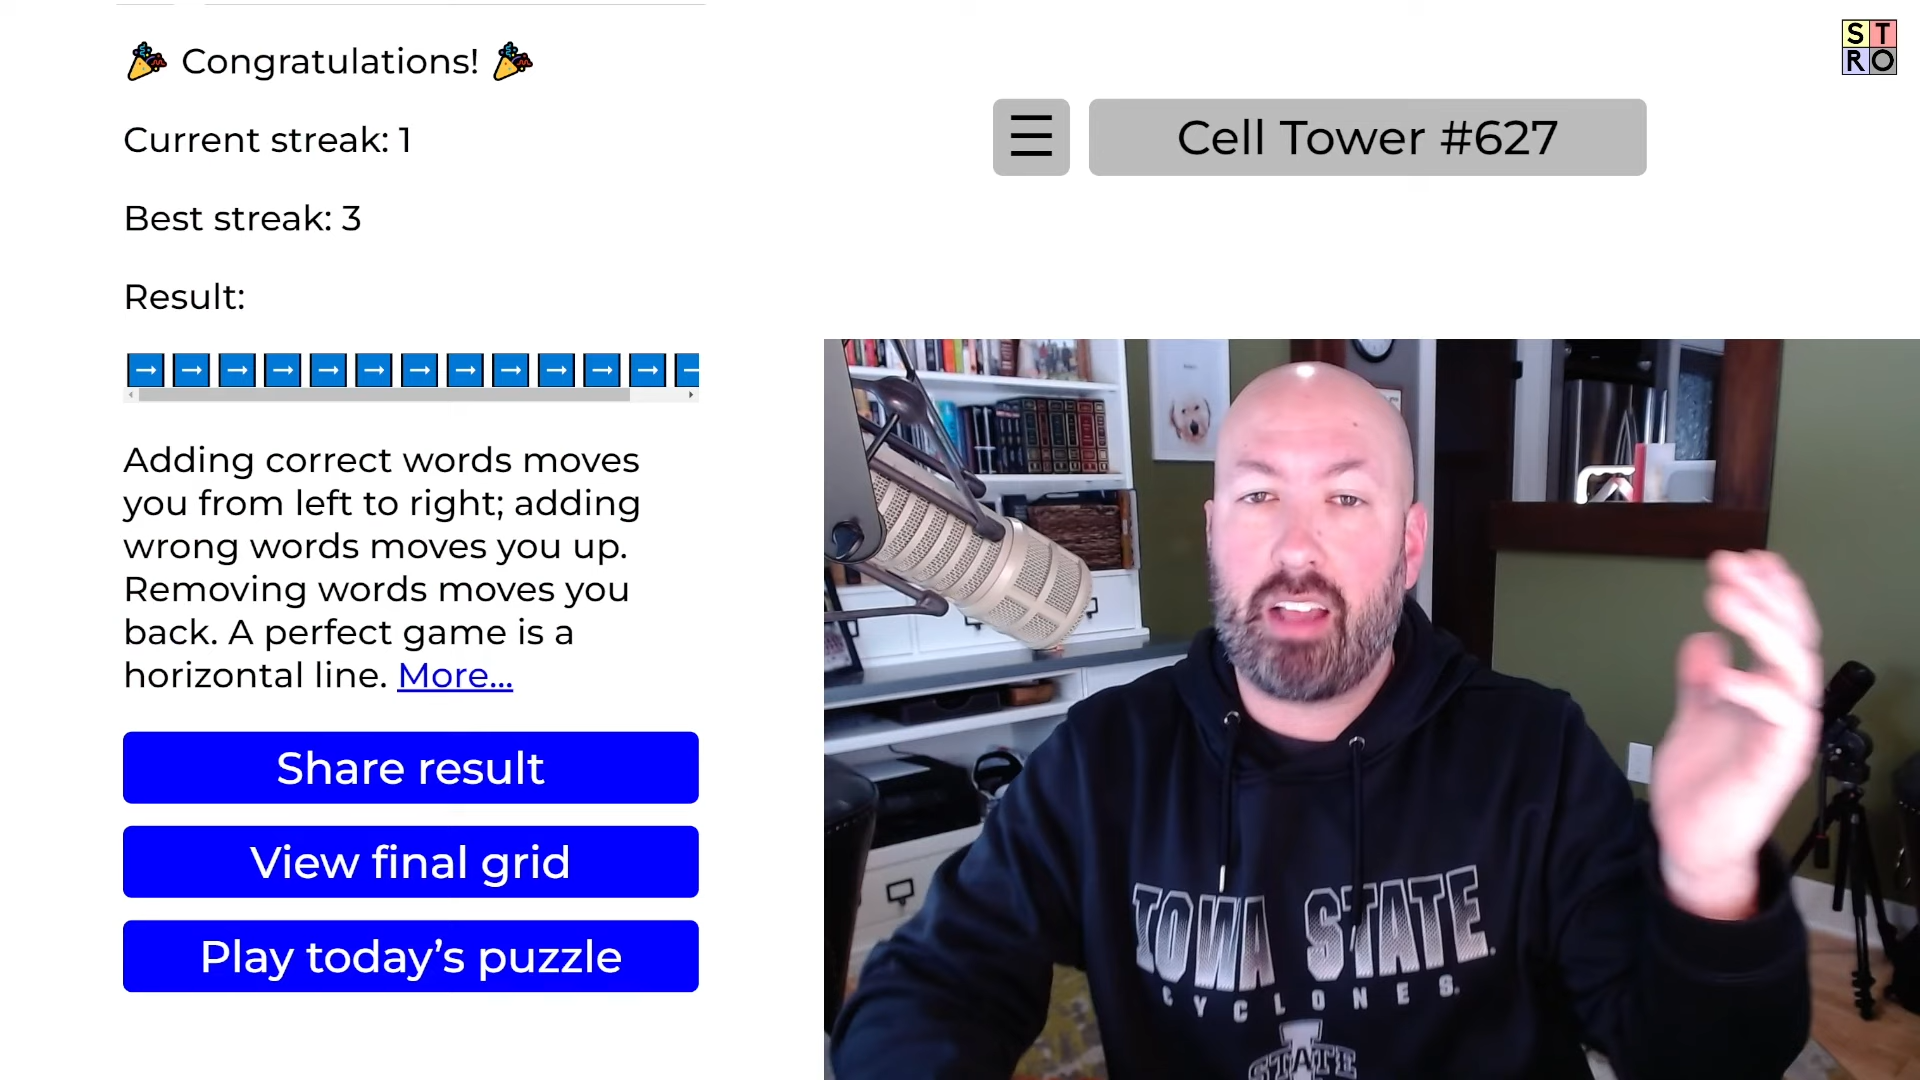 🎉 Congratulations! 🎉
Current streak: 1
Best streak: 3
Result:
➡️ ➡️ ➡️ ➡️ ➡️ ➡️ ➡️ ➡️ ➡️ ➡️ ➡️ ➡️
Adding correct words moves
you from left to right; adding
wrong words moves you up.
Removing words moves you
back. A perfect game is a
horizontal line. More...
Share result
View final grid
Play today’s puzzle
☰ Cell Tower #627
ST
RO
IOWA STATE
CYCLONES
STATE